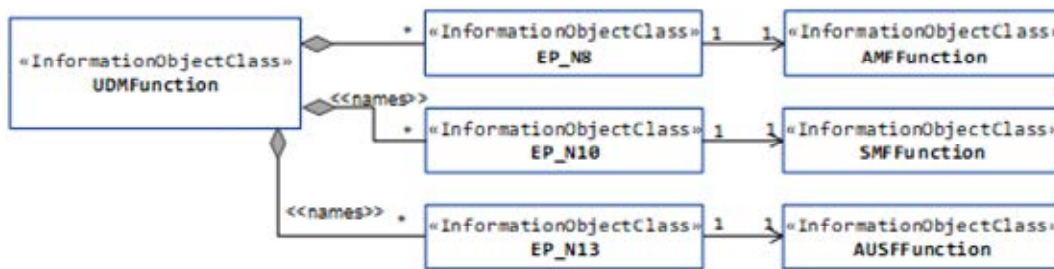 «InformationObjectClass»
UDMFunction
*
«InformationObjectClass»
EP_N8
1
1
«InformationObjectClass»
AMFFunction
<<names>>
*
«InformationObjectClass»
EP_N10
1
1
«InformationObjectClass»
SMFFunction
<<names>>
*
«InformationObjectClass»
EP_N13
1
1
«InformationObjectClass»
AUSFFunction